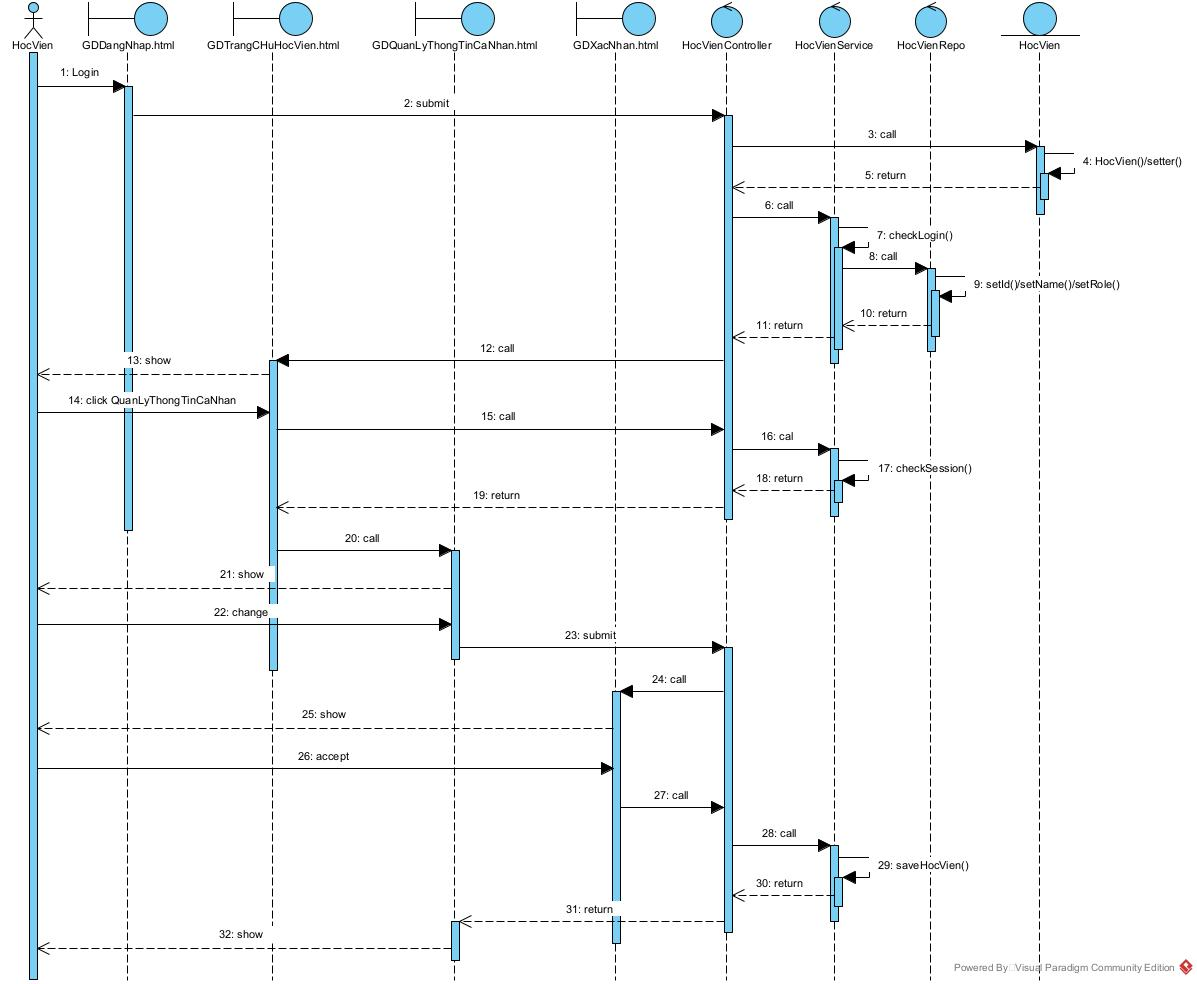 HocVien
GDDangNhap.html
GDTrangCHuHocVien.html
GDQuanLyThongTinCaNhan.html
GDXacNhan.html
HocVienController
HocVienService
HocVienRepo
HocVien
1: Login
2: submit
3: call
4: HocVien()/setter()
5: return
6: call
7: checkLogin()
8: call
9: setId()/setName()/setRole()
10: return
11: return
12: call
13: show
14: click QuanLyThongTinCaNhan
15: call
16: cal
17: checkSession()
18: return
19: return
20: call
21: show
22: change
23: submit
24: call
25: show
26: accept
27: call
28: call
29: saveHocVien()
30: return
31: return
32: show
Powered By Visual Paradigm Community Edition